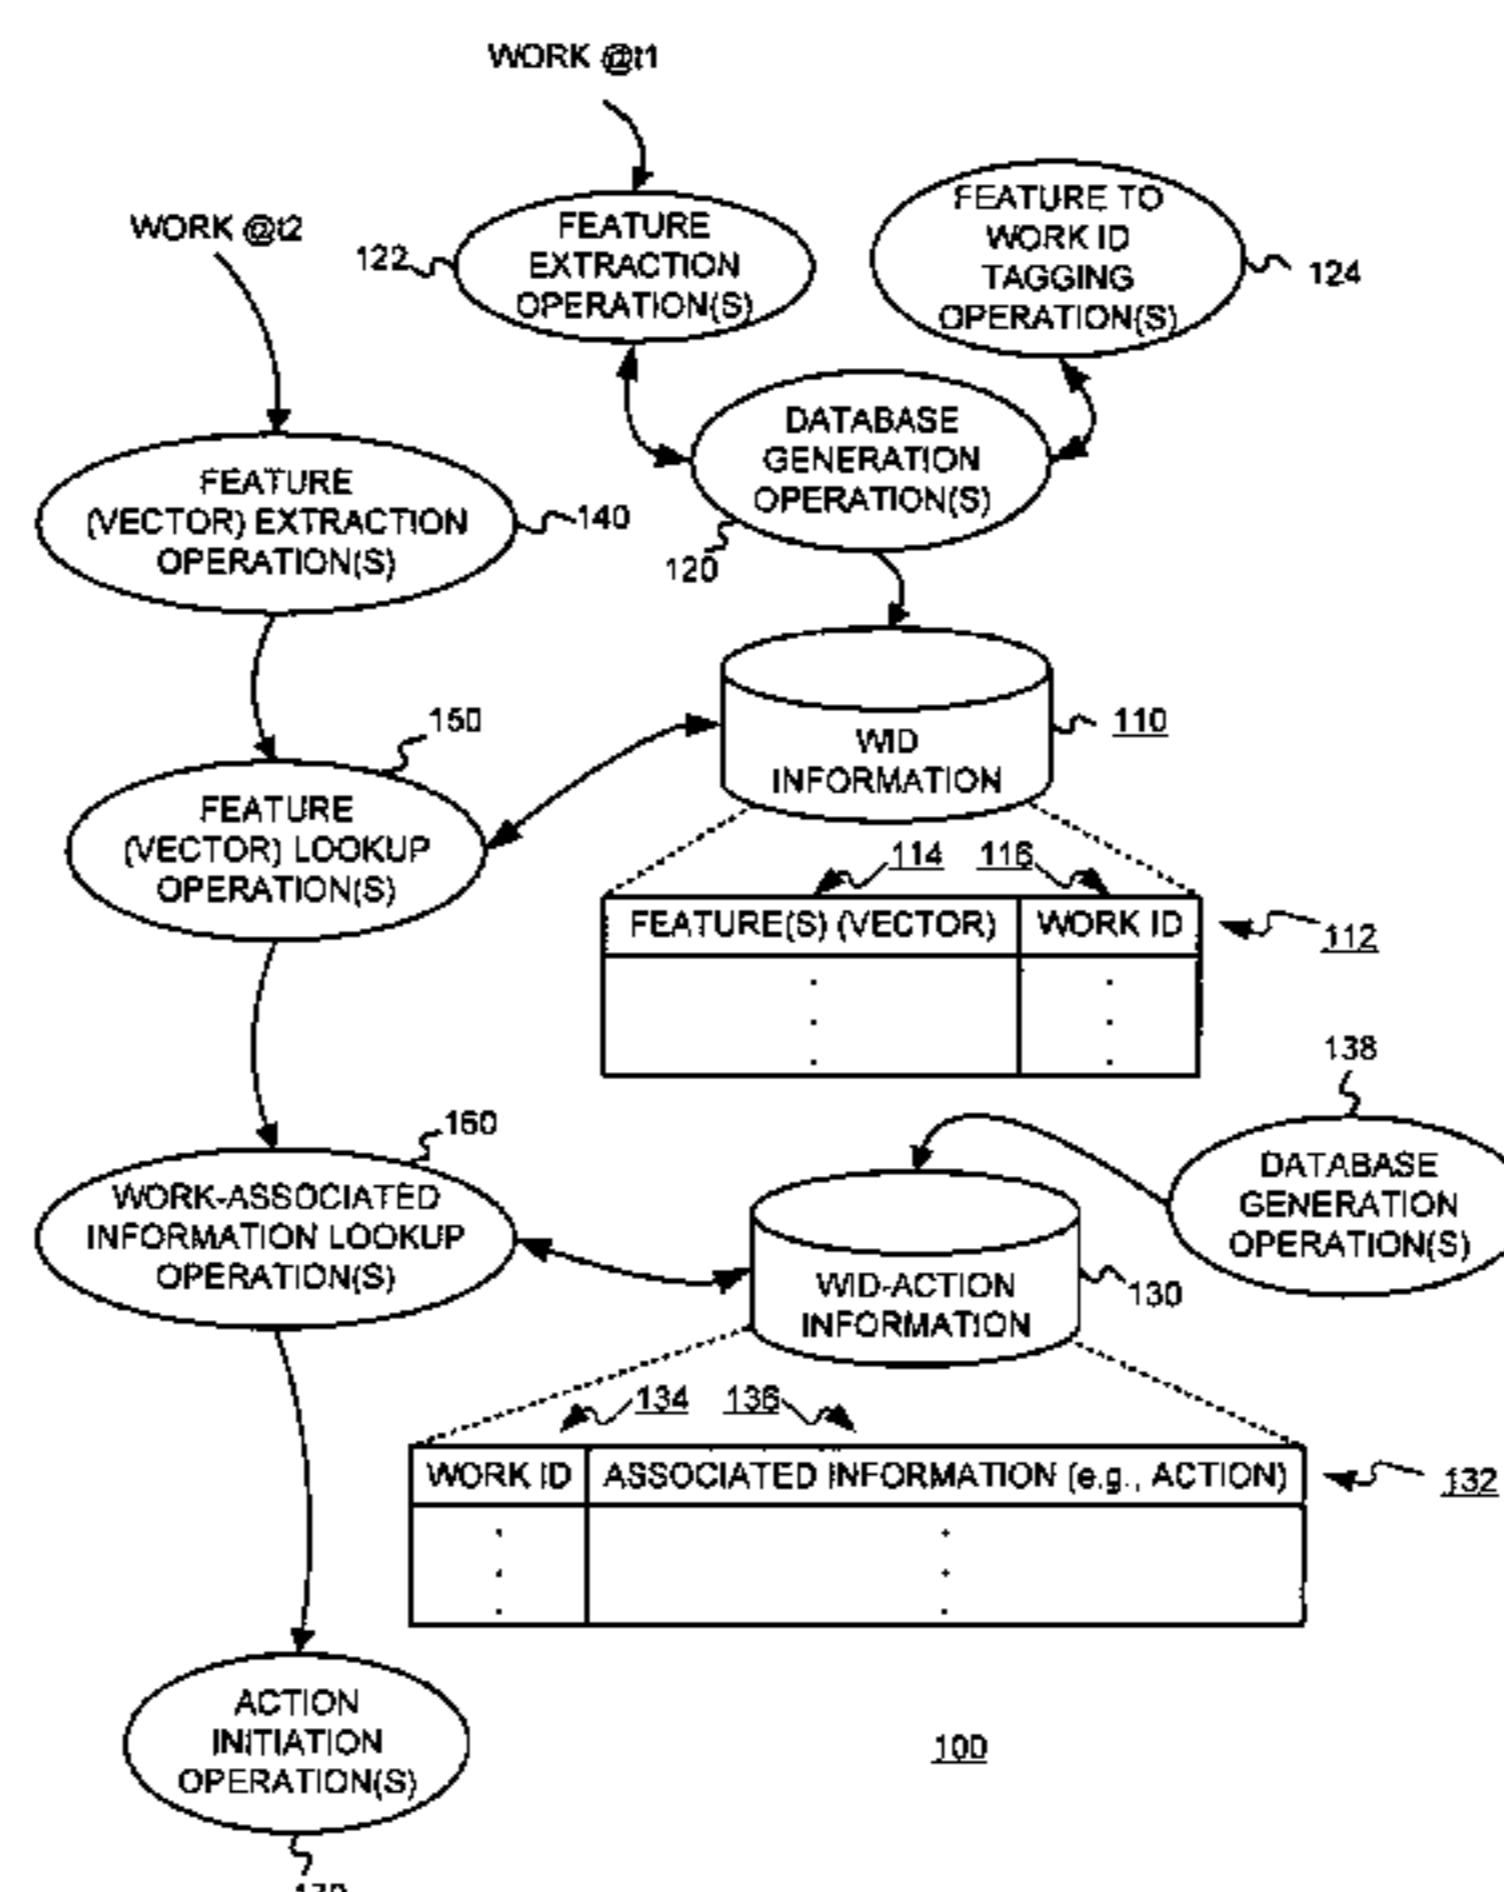 WORK @t1
WORK @t2
122
FEATURE
EXTRACTION
OPERATION(S)
FEATURE TO
WORK ID
TAGGING
OPERATION(S)
124
DATABASE
GENERATION
OPERATION(S)
120
FEATURE
(VECTOR) EXTRACTION
OPERATION(S)
140
150
FEATURE
(VECTOR) LOOKUP
OPERATION(S)
WID
INFORMATION
110
114 116
FEATURE(S) (VECTOR) WORK ID
112
138
DATABASE
GENERATION
OPERATION(S)
160
WORK-ASSOCIATED
INFORMATION LOOKUP
OPERATION(S)
WID-ACTION
INFORMATION
130
134 136
WORK ID ASSOCIATED INFORMATION (e.g., ACTION)
132
ACTION
INITIATION
OPERATION(S)
100